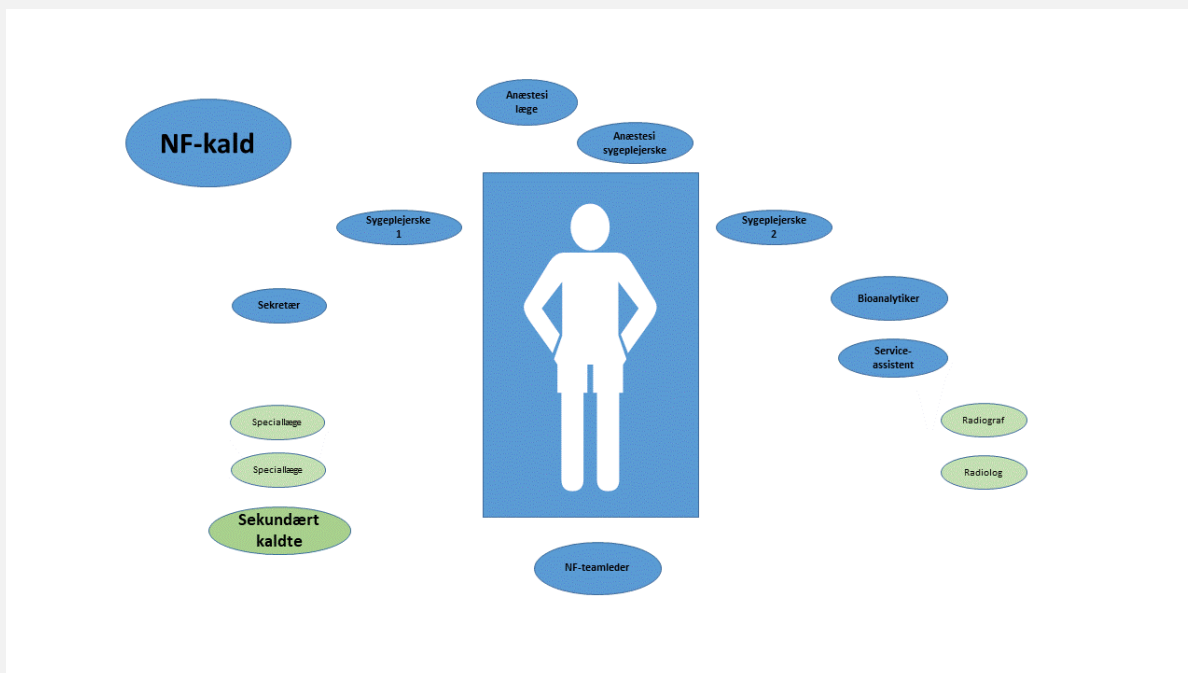 Anæstesi
læge
NF-kald
Anæstesi
sygeplejerske
Sygeplejerske
1
Sygeplejerske
2
Sekretær
Bioanalytiker
Service-
assistent
Speciallæge
Radiograf
Speciallæge
Radiolog
Sekundært
kaldte
NF-teamleder